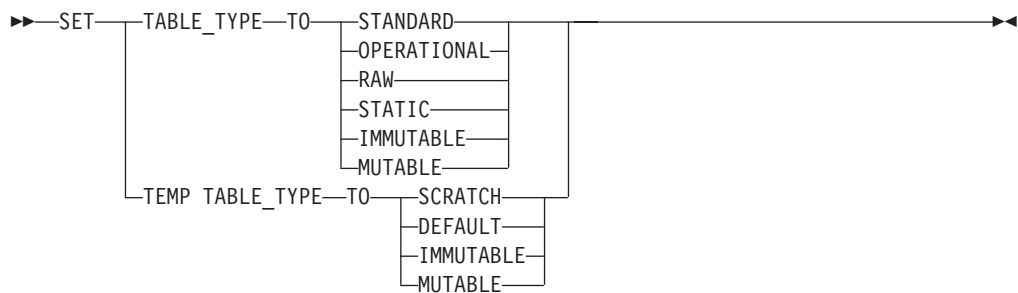 SET TABLE_TYPE TO STANDARD
OPERATIONAL
RAW
STATIC
IMMUTABLE
MUTABLE
TEMP TABLE_TYPE TO SCRATCH
DEFAULT
IMMUTABLE
MUTABLE